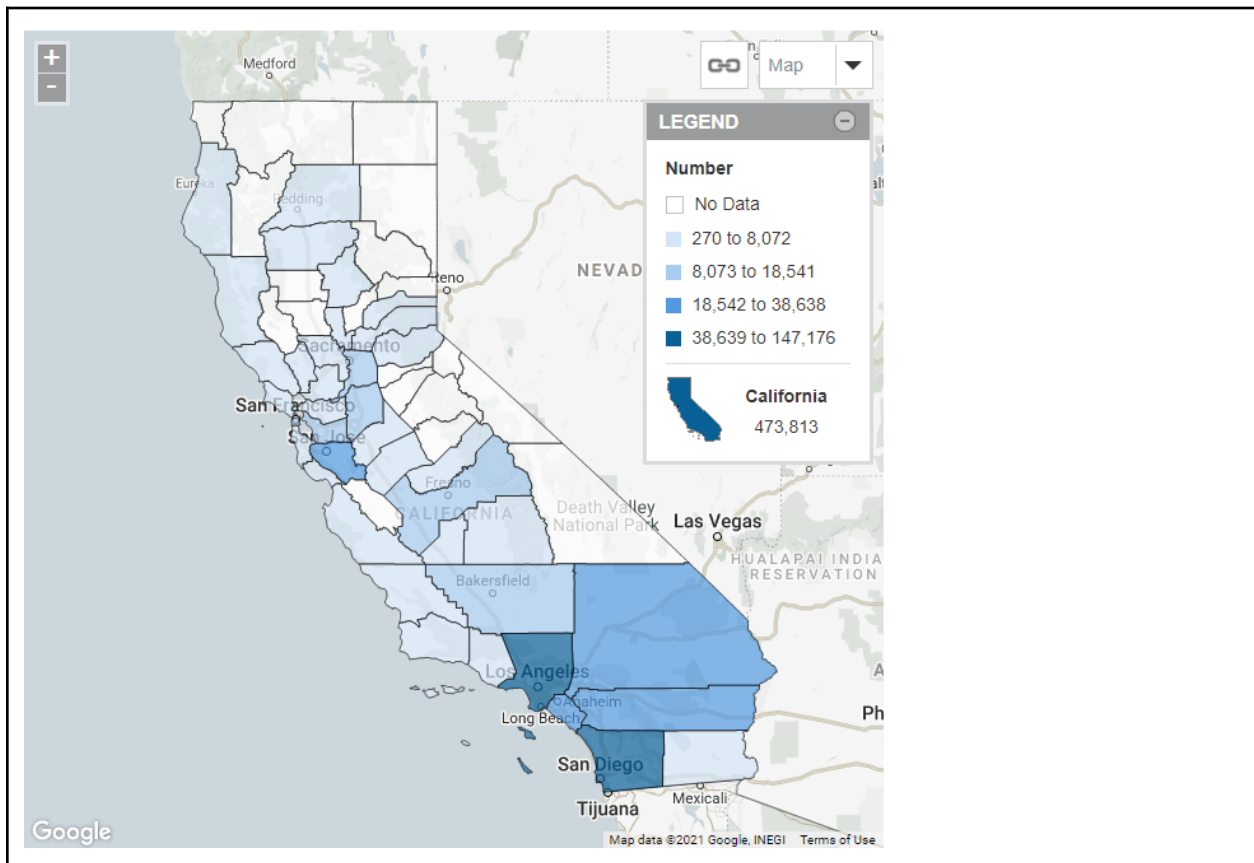 +
-
Medford
Map
LEGEND
Number
No Data
270 to 8,072
8,073 to 18,541
18,542 to 38,638
38,639 to 147,176
California
473,813
Eureka
Redding
NEVAD
Reno
Sacramento
San Francisco
San Jose
Fresno
CALIFORNIA
Death Valley
National Park
Las Vegas
HUALAPAI INDIA
RESERVATION
Bakersfield
Los Angeles
Anaheim
Long Beach
Ph
San Diego
Tijuana
Mexicali
Google
Map data ©2021 Google, INEGI Terms of Use